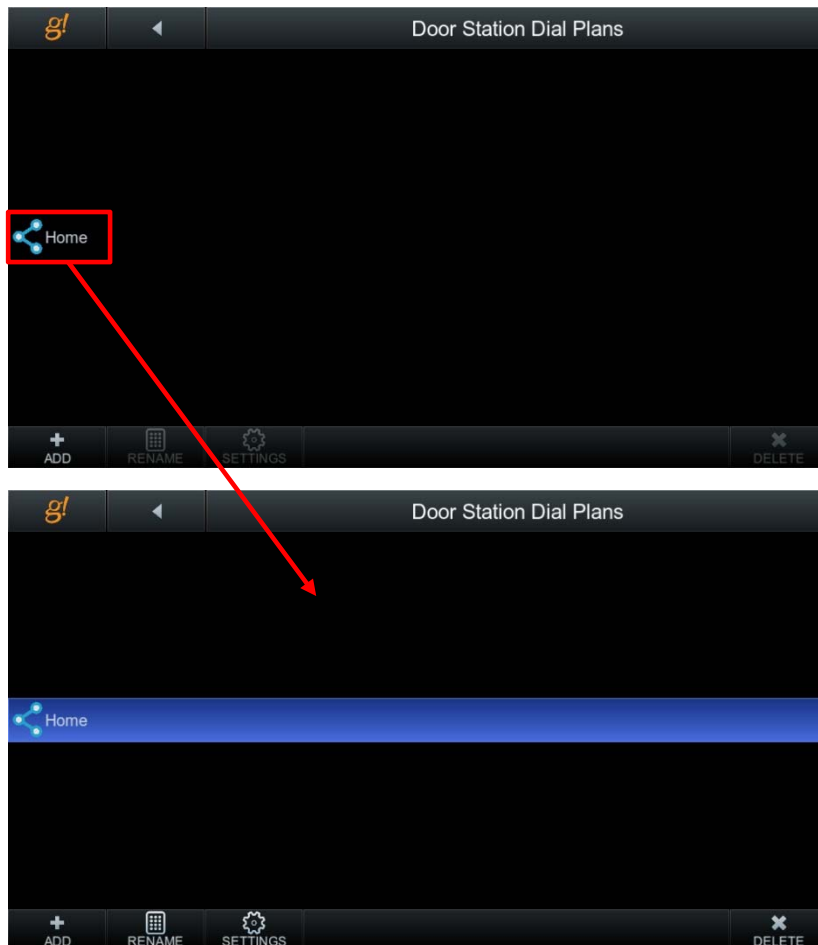 g! Door Station Dial Plans
Home
ADD RENAME SETTINGS DELETE
g! Door Station Dial Plans
Home
ADD RENAME SETTINGS DELETE